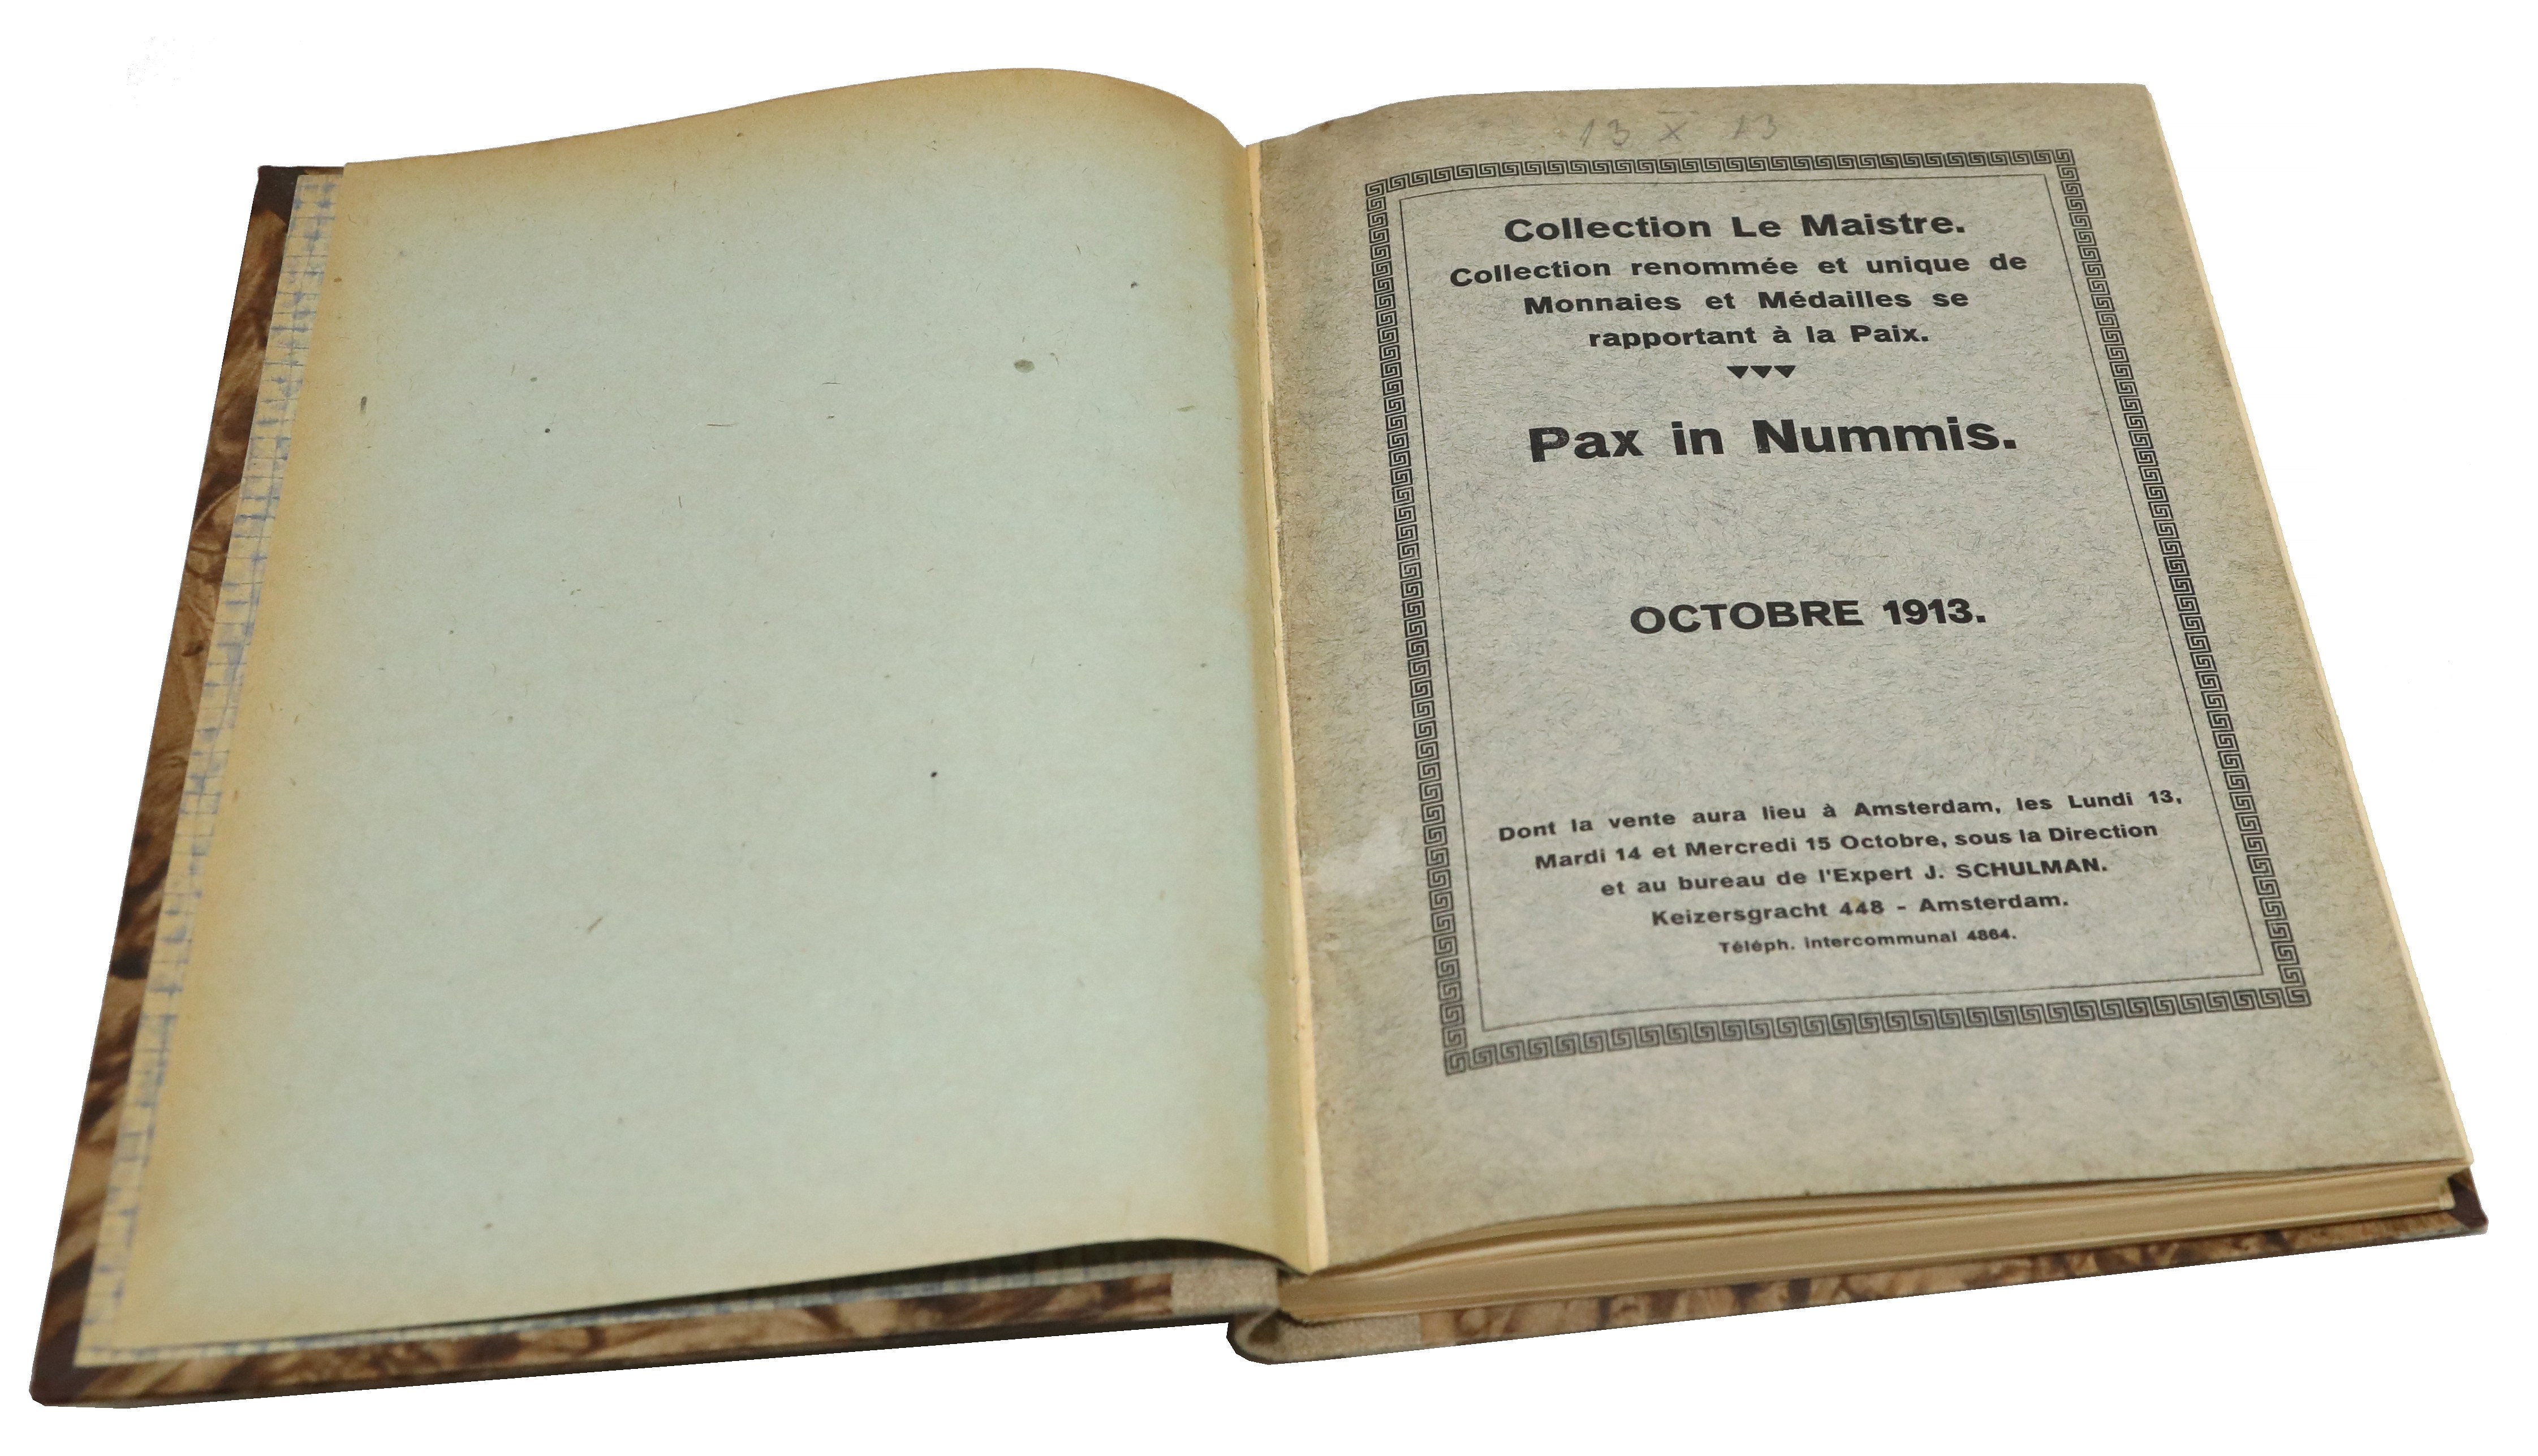 13 X 13
Collection Le Maistre.
Collection renommée et unique de
Monnaies et Médailles se
rapportant à la Paix.
Pax in Nummis.
OCTOBRE 1913.
Dont la vente aura lieu à Amsterdam, les Lundi 13,
Mardi 14 et Mercredi 15 Octobre, sous la Direction
et au bureau de l'Expert J. SCHULMAN.
Keizersgracht 448 - Amsterdam.
Téléph. intercommunal 4864.